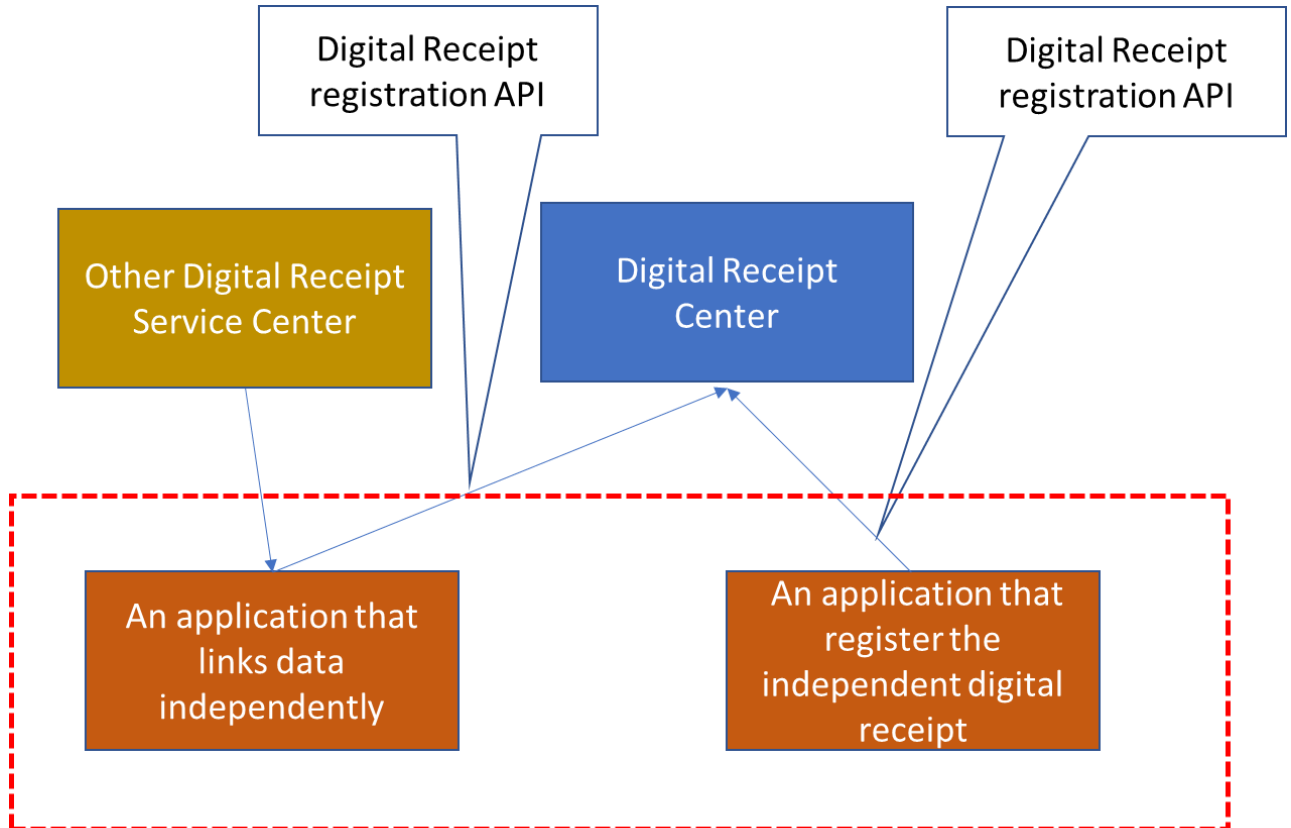 Digital Receipt
registration API
Digital Receipt
registration API
Other Digital Receipt
Service Center
Digital Receipt
Center
An application that
links data
independently
An application that
register the
independent digital
receipt